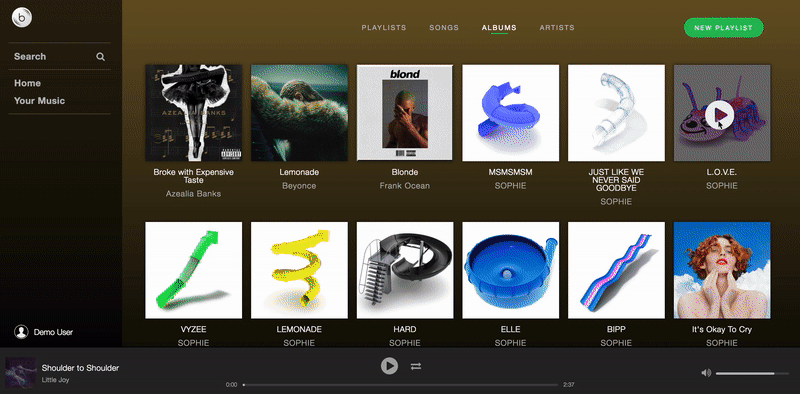 b
PLAYLISTS SONGS ALBUMS ARTISTS
NEW PLAYLIST
Search
Home
Your Music
AZEALIA BANKS
blond
Broke with Expensive
Taste
Azealia Banks
Lemonade
Beyonce
Blonde
Frank Ocean
MSMSMSM
SOPHIE
JUST LIKE WE
NEVER SAID
GOODBYE
SOPHIE
L.O.V.E.
SOPHIE
VYZEE
SOPHIE
LEMONADE
SOPHIE
HARD
SOPHIE
ELLE
SOPHIE
BIPP
SOPHIE
It's Okay To Cry
SOPHIE
Demo User
Shoulder to Shoulder
Little Joy
0:00
2:37